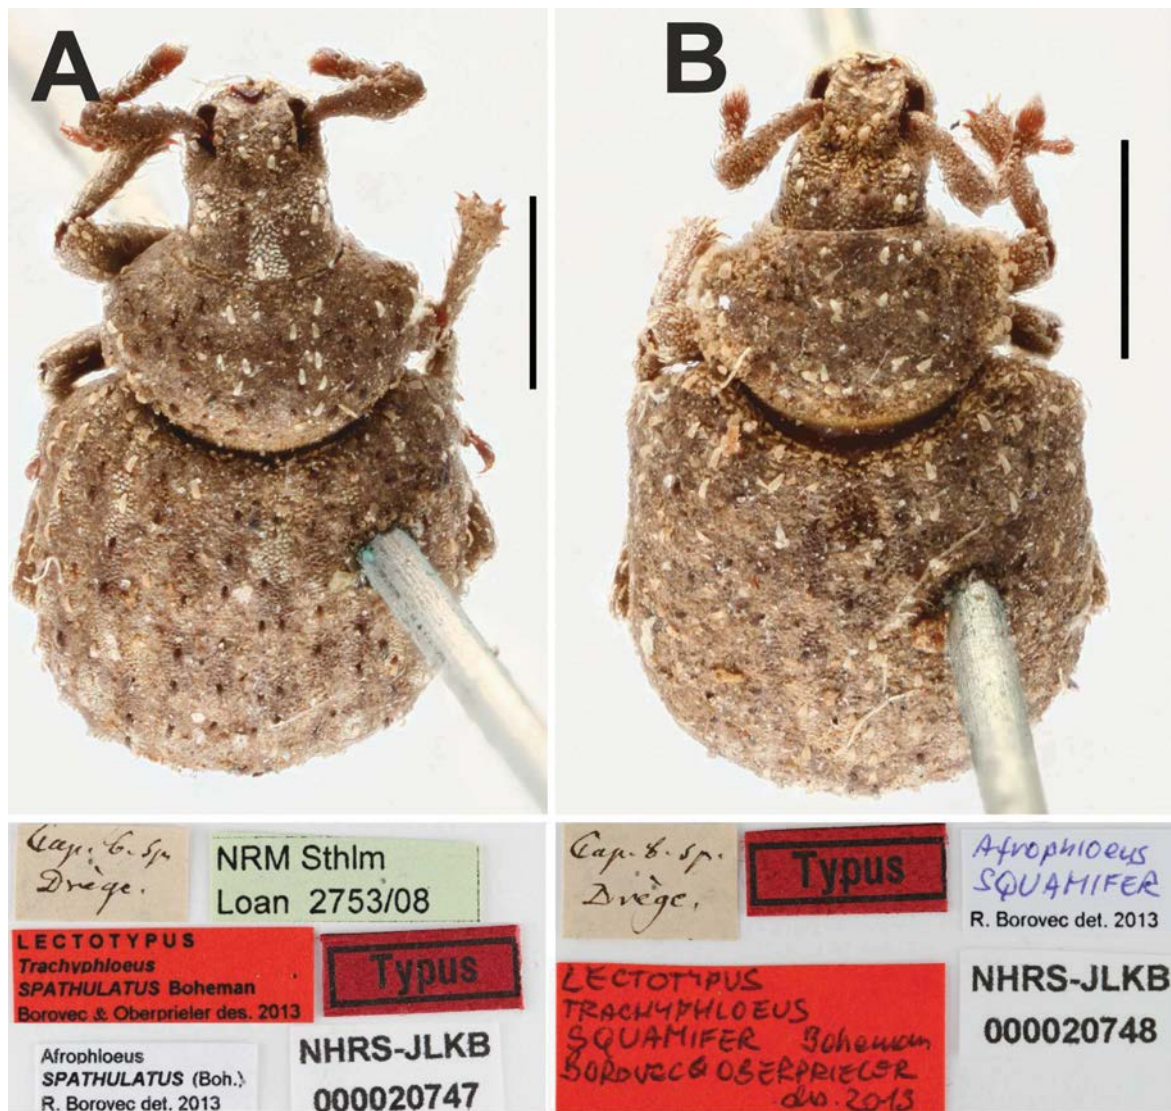 A
B
Cap. b. sp.
Drège.
NRM Sthlm
Loan 2753/08
LECTOTYPUS
Trachyphloeus
SPATHULATUS Boheman
Borovec & Oberprieler des. 2013
Typus
Afrophloeus
SPATHULATUS (Boh.)
R. Borovec det. 2013
NHRS-JLKB
000020747
Cap. b. sp.
Drège.
Typus
Afrophloeus
SQUAMIFER
R. Borovec det. 2013
LECTOTYPUS
TRACHYPHLOEUS
SQUAMIFER Boheman
BOROVEC & OBERPRIELER
des. 2013
NHRS-JLKB
000020748